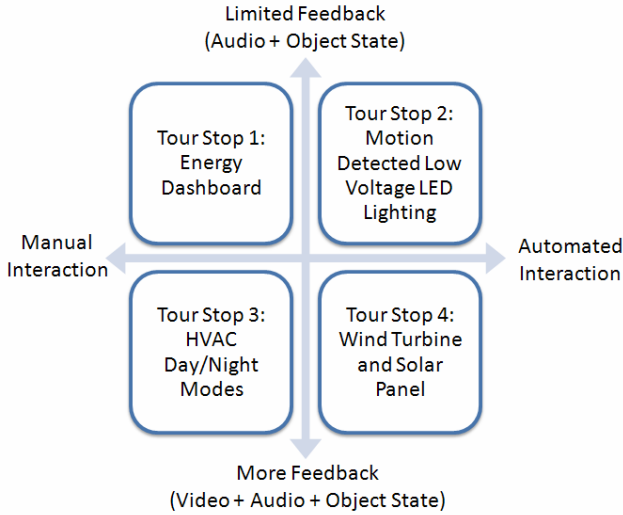 Limited Feedback
(Audio + Object State)
Tour Stop 1:
Energy
Dashboard
Tour Stop 2:
Motion
Detected Low
Voltage LED
Lighting
Manual
Interaction
Automated
Interaction
Tour Stop 3:
HVAC
Day/Night
Modes
Tour Stop 4:
Wind Turbine
and Solar
Panel
More Feedback
(Video + Audio + Object State)